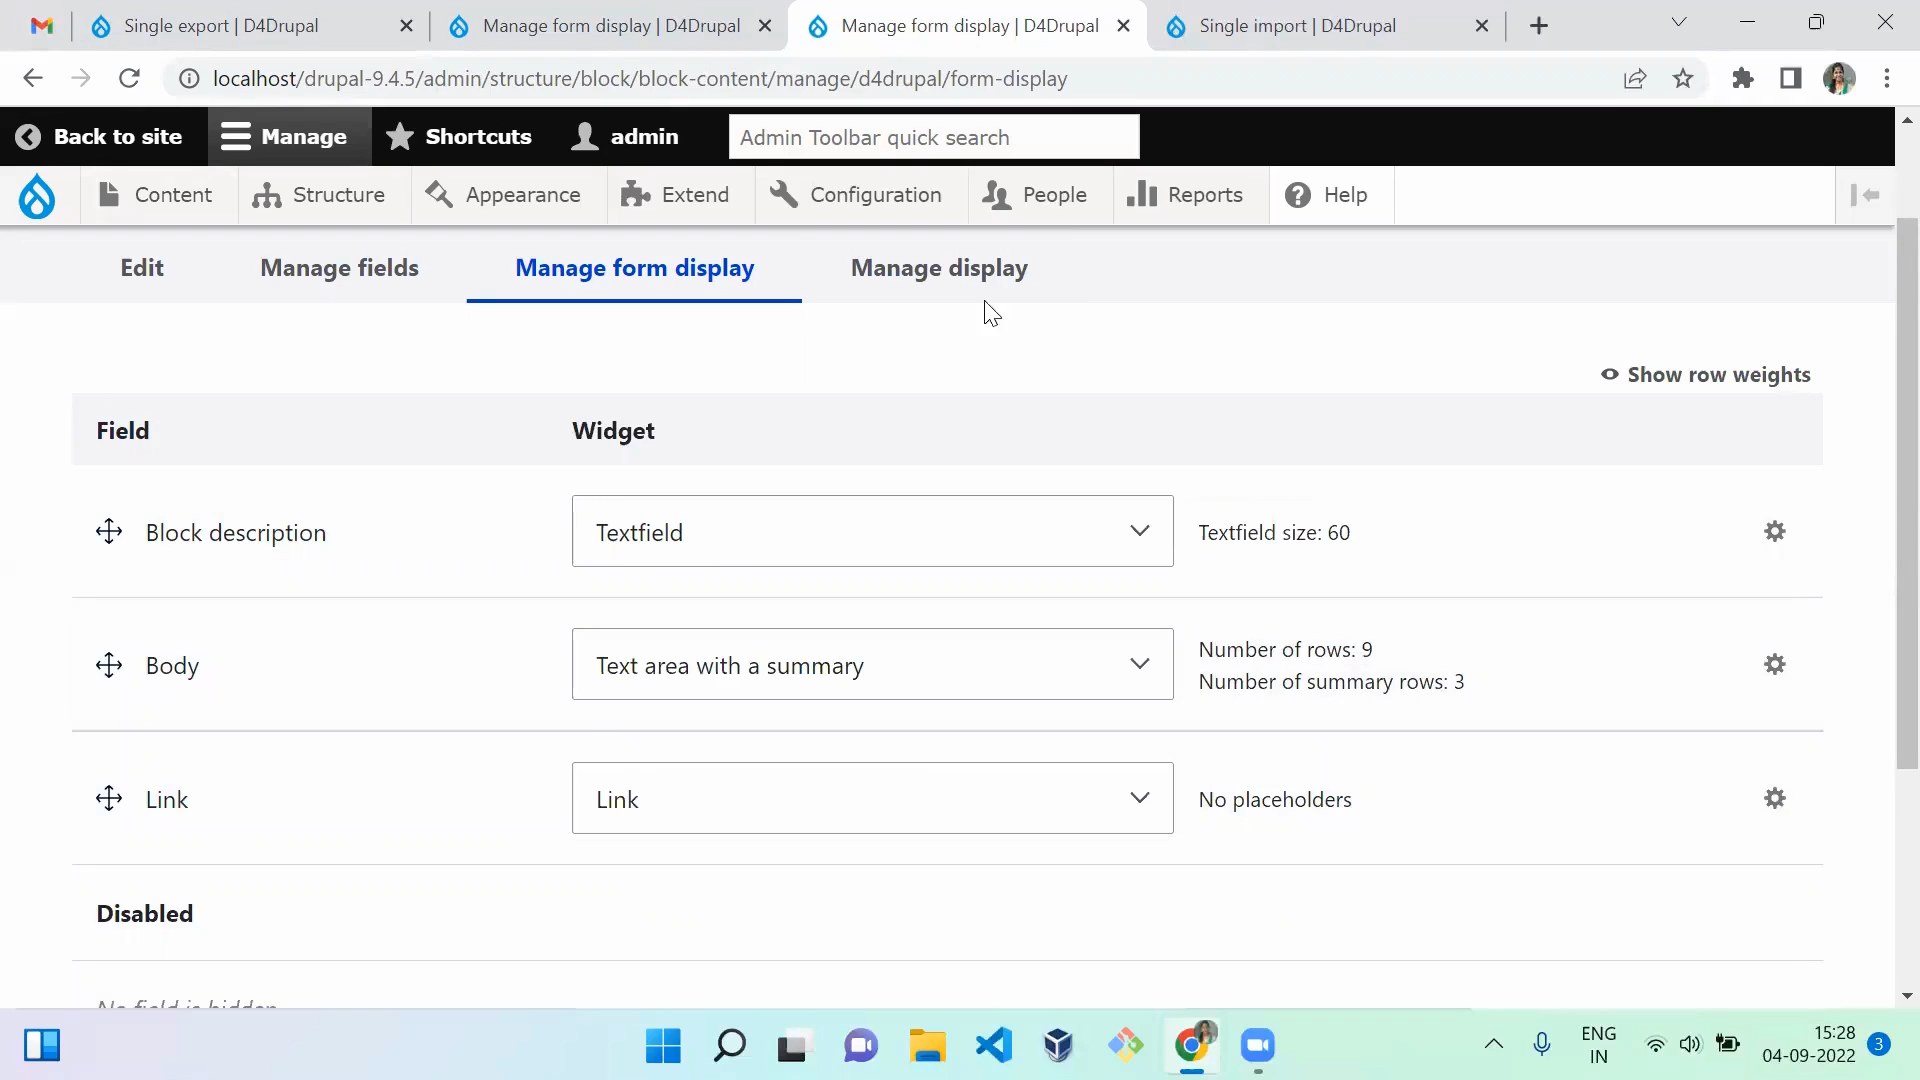 Single export | D4Drupal
Manage form display | D4Drupal
Manage form display | D4Drupal
Single import | D4Drupal
localhost/drupal-9.4.5/admin/structure/block/block-content/manage/d4drupal/form-display
Back to site
Manage
Shortcuts
admin
Admin Toolbar quick search
Content
Structure
Appearance
Extend
Configuration
People
Reports
Help
Edit
Manage fields
Manage form display
Manage display
Show row weights
Field
Widget
Block description
Textfield
Textfield size: 60
Body
Text area with a summary
Number of rows: 9
Number of summary rows: 3
Link
Link
No placeholders
Disabled
No field is hidden
ENG
IN
15:28
04-09-2022
3